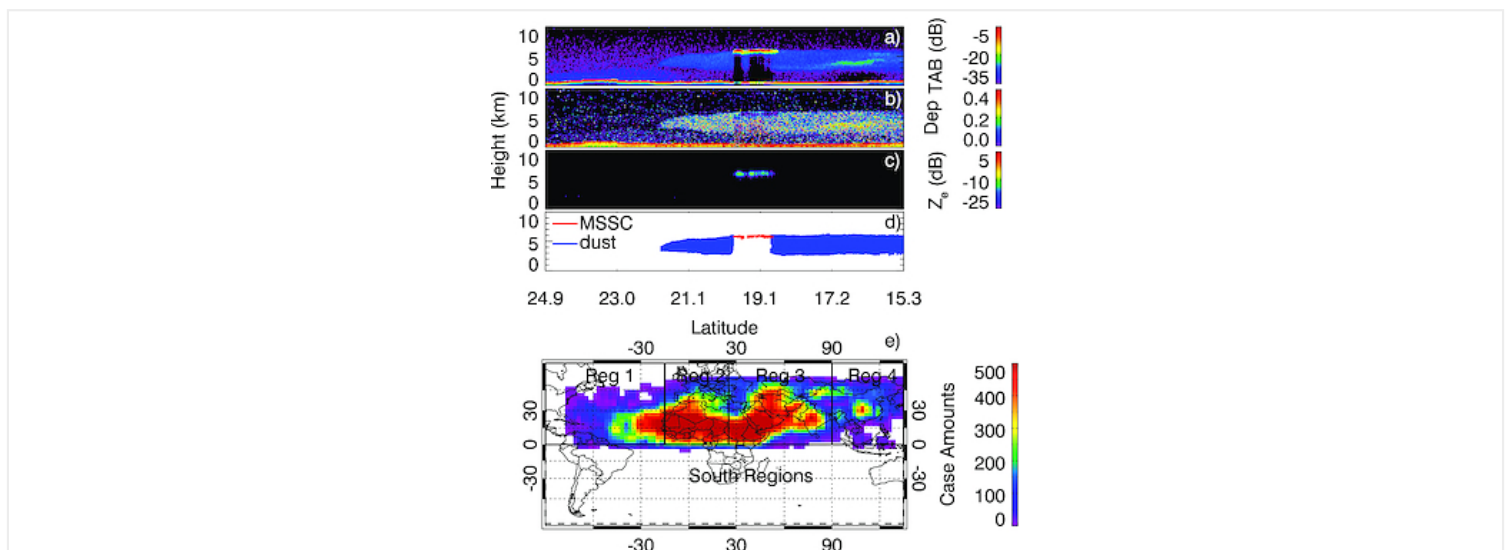 10 5 0 a) -5 -20 -35 TAB (dB)
10 5 0 b) 0.4 0.2 0.0 Dep
10 5 0 c) 5 -10 -25 Ze (dB)
10 5 0 d)
MSSC
dust
Height (km)
24.9 23.0 21.1 19.1 17.2 15.3
Latitude
e)
-30 30 90
Reg 1 Reg 2 Reg 3 Reg 4
30 0 -30
30 0 -30
South Regions
-30 30 90
Case Amounts
500
400
300
200
100
0